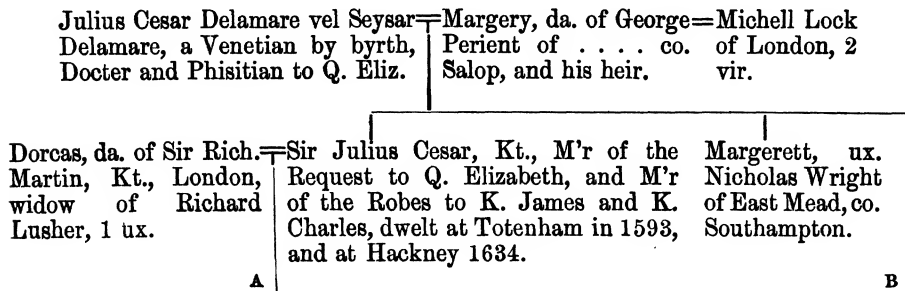 Julius Cesar Delamare vel Seysar=Margery, da. of George=Michell Lock
Delamare, a Venetian by byrth, Perient of . . . . co. of London, 2
Docter and Phisitian to Q. Eliz. Salop, and his heir. vir.
Dorcas, da. of Sir Rich.=Sir Julius Cesar, Kt., M'r of the Margerett, ux.
Martin, Kt., London, Request to Q. Elizabeth, and M'r Nicholas Wright
widow of Richard of the Robes to K. James and K. of East Mead, co.
Lusher, 1 ux. Charles, dwelt at Totenham in 1593, Southampton.
and at Hackney 1634.
A B